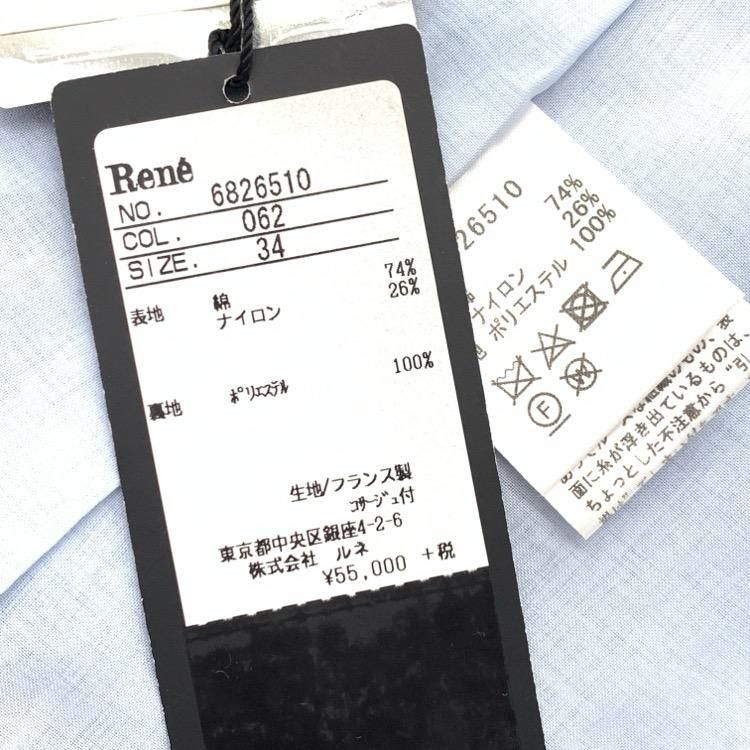 René
NO. 6826510
COL. 062
SIZE. 34
表地 綿 74%
ナイロン 26%
裏地 ポリエステル 100%
生地/フランス製
コサージュ付
東京都中央区銀座4-2-6
株式会社 ルネ
¥55,000 +税
26510
74%
ナイロン 26%
ポリエステル 100%
F
面に糸が浮き出ているものは、
ちょっとした不注意から“引